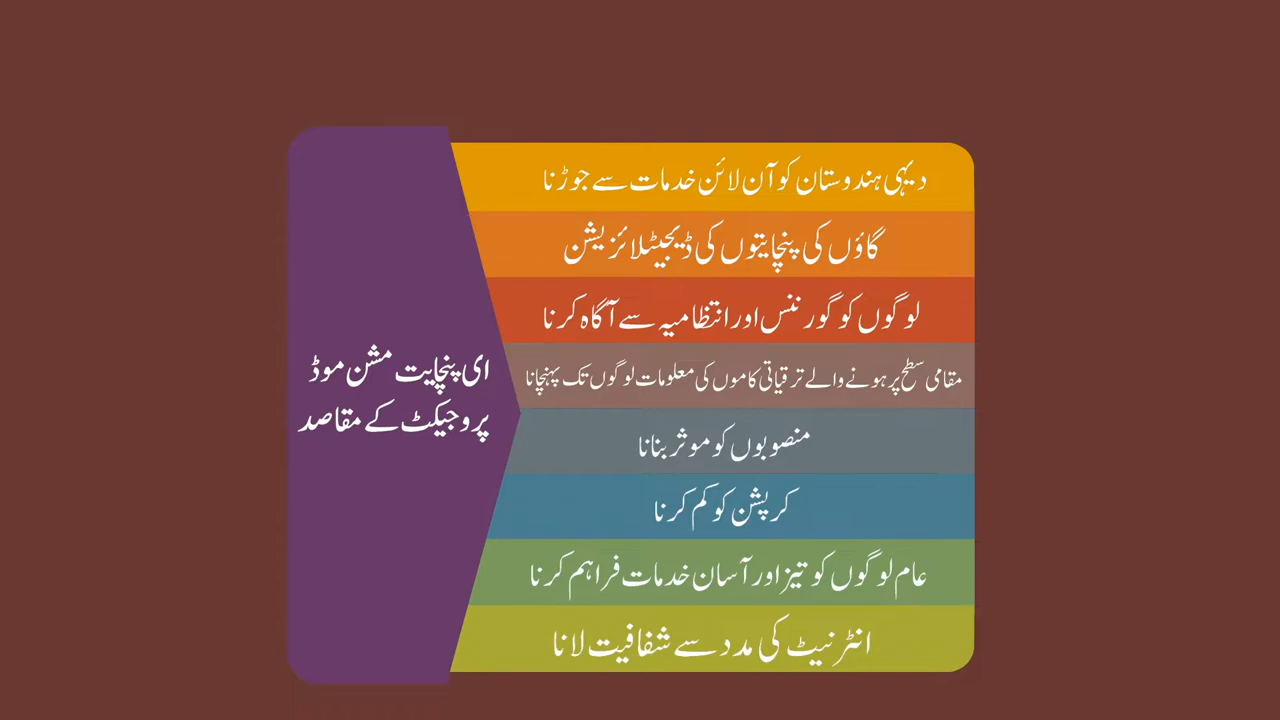 ای پنچایت مشن موڈ
پروجیکٹ کے مقاصد
دیہی ہندوستان کو آن لائن خدمات سے جوڑنا
گاؤں کی پنچایتوں کی ڈیجیٹلائزیشن
لوگوں کو گورننس اور انتظامیہ سے آگاہ کرنا
مقامی سطح پر ہونے والے ترقیاتی کاموں کی معلومات لوگوں تک پہنچانا
منصوبوں کو موثر بنانا
کرپشن کو کم کرنا
عام لوگوں کو تیز اور آسان خدمات فراہم کرنا
انٹرنیٹ کی مدد سے شفافیت لانا